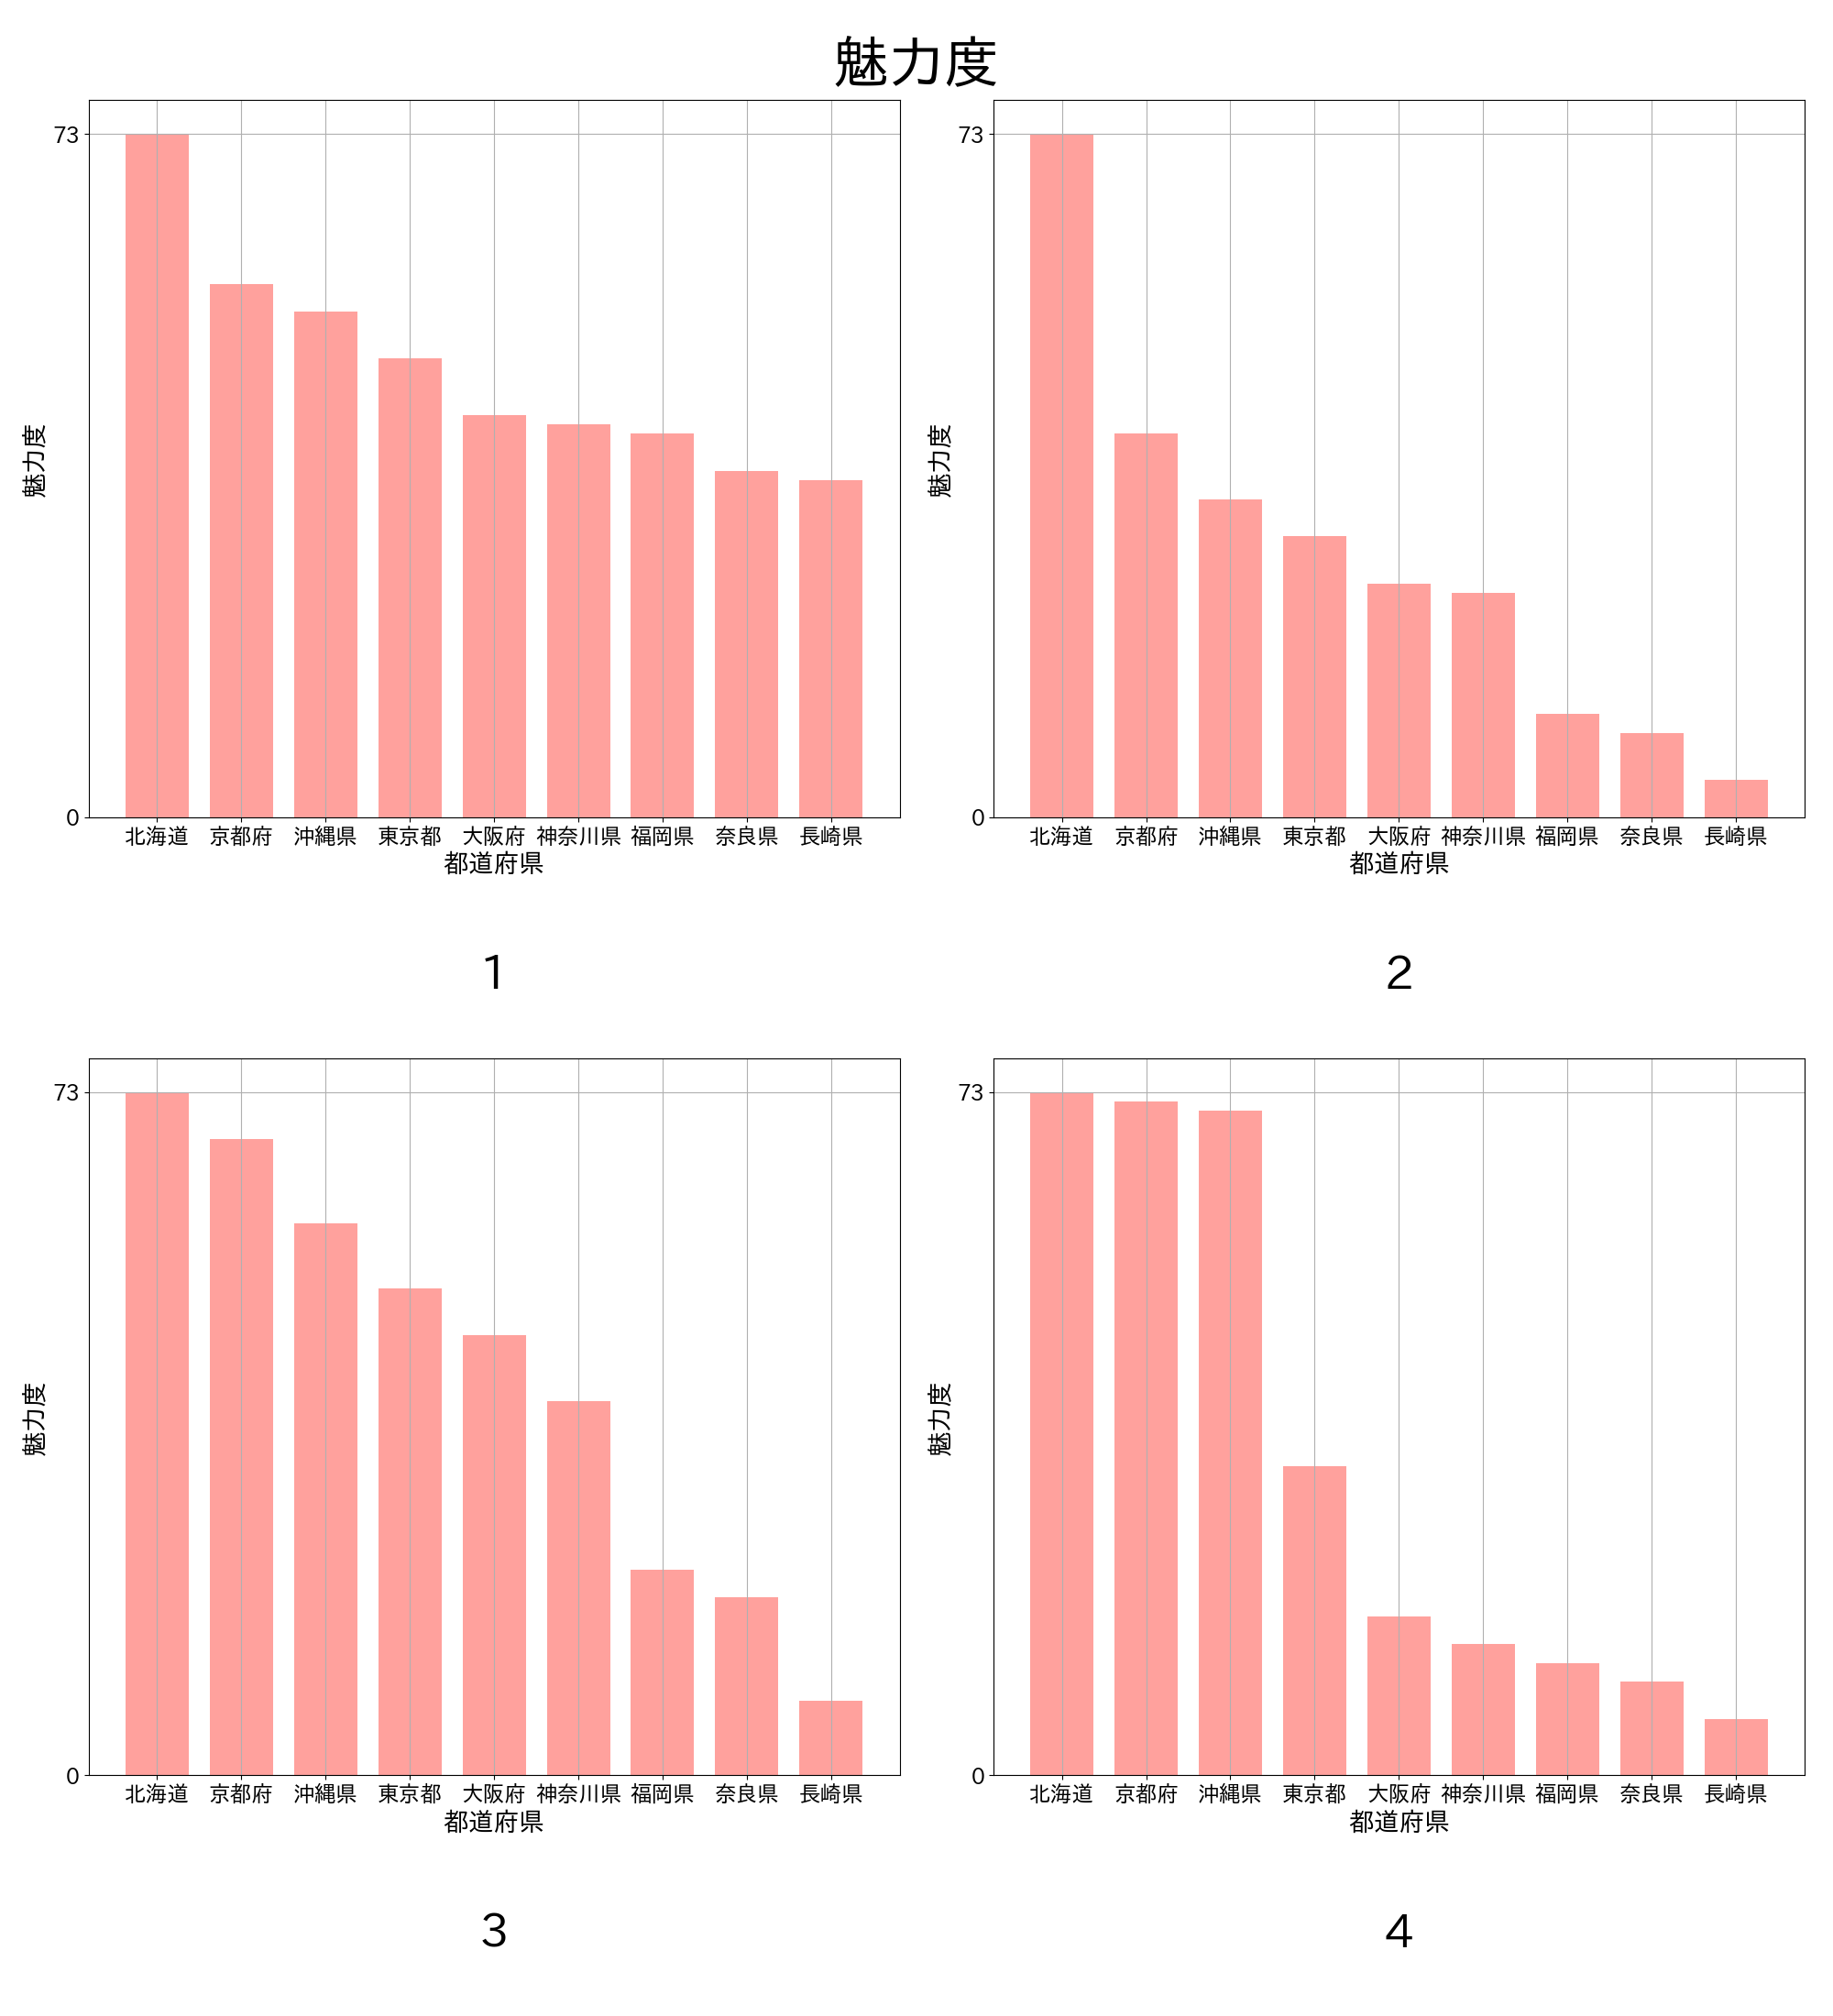 魅力度
73
0
魅力度
北海道 京都府 沖縄県 東京都 大阪府 神奈川県 福岡県 奈良県 長崎県
都道府県
1
73
0
魅力度
北海道 京都府 沖縄県 東京都 大阪府 神奈川県 福岡県 奈良県 長崎県
都道府県
2
73
0
魅力度
北海道 京都府 沖縄県 東京都 大阪府 神奈川県 福岡県 奈良県 長崎県
都道府県
3
73
0
魅力度
北海道 京都府 沖縄県 東京都 大阪府 神奈川県 福岡県 奈良県 長崎県
都道府県
4